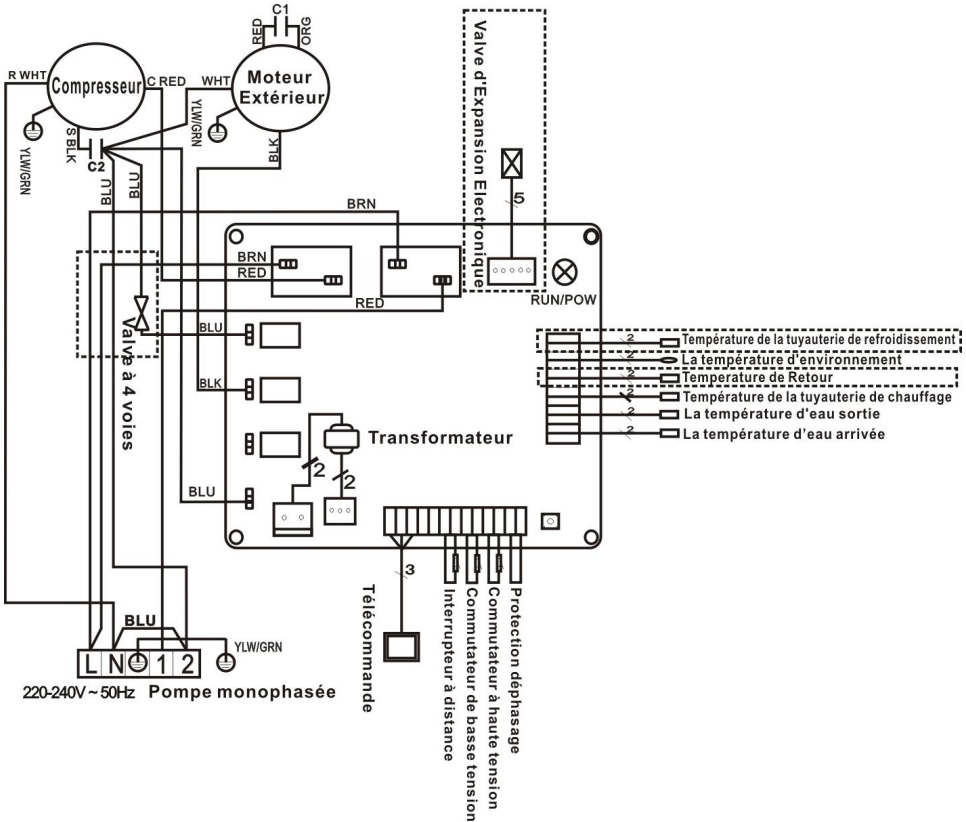 C1
RED
ORG
R WHT
Compresseur
C RED
WHT
Moteur
Extérieur
YLW/GRN
YLW/GRN
S BLK
C2
BLU
BLU
BLK
Valve d'Expansion Electronique
5
BRN
BRN
RED
RED
RUN/POW
Valve à 4 voies
BLU
BLK
BLU
Transformateur
2
2
2
Température de la tuyauterie de refroidissement
2
La température d'environnement
2
Temperature de Retour
2
Température de la tuyauterie de chauffage
2
La température d'eau sortie
2
La température d'eau arrivée
3
Télécommande
Interrupteur à distance
Commutateur de basse tension
Commutateur à haute tension
Protection déphasage
BLU
YLW/GRN
L N 1 2
220-240V ~ 50Hz Pompe monophasée